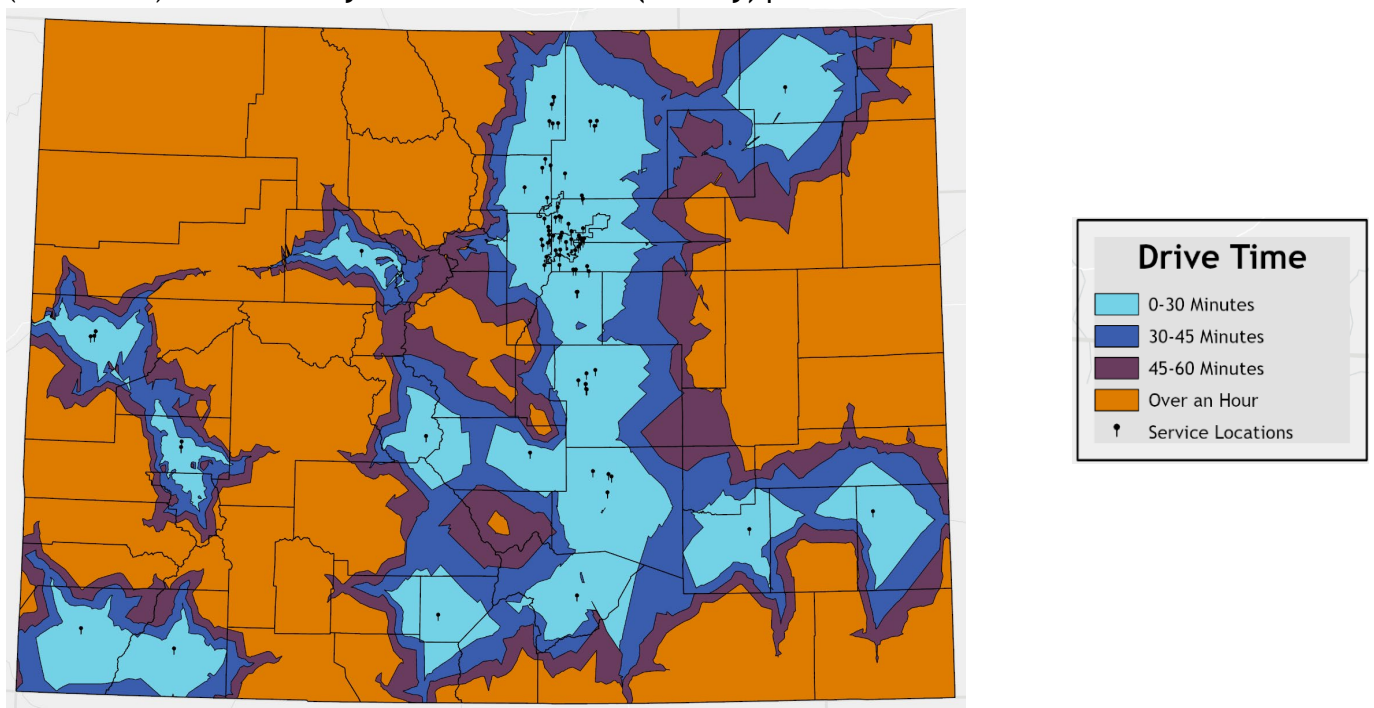 Drive Time
0-30 Minutes
30-45 Minutes
45-60 Minutes
Over an Hour
Service Locations